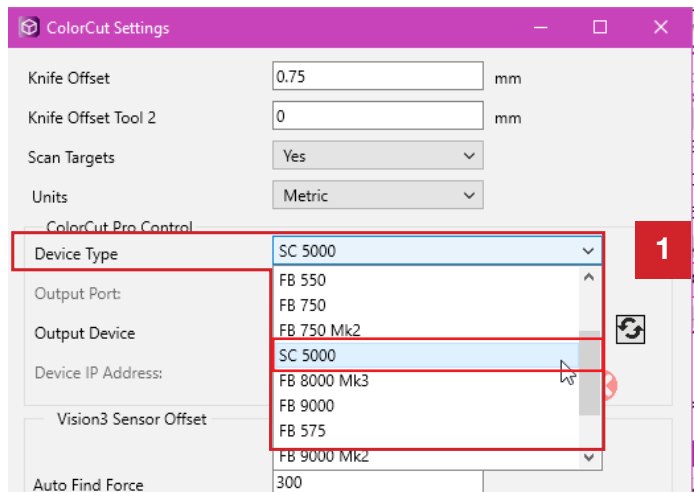 ColorCut Settings
Knife Offset 0.75 mm
Knife Offset Tool 2 0 mm
Scan Targets Yes
Units Metric
ColorCut Pro Control
Device Type SC 5000 1
FB 550
Output Port:
FB 750
Output Device FB 750 Mk2
SC 5000
Device IP Address: FB 8000 Mk3
FB 9000
Vision3 Sensor Offset
FB 575
FB 9000 Mk2
Auto Find Force 300